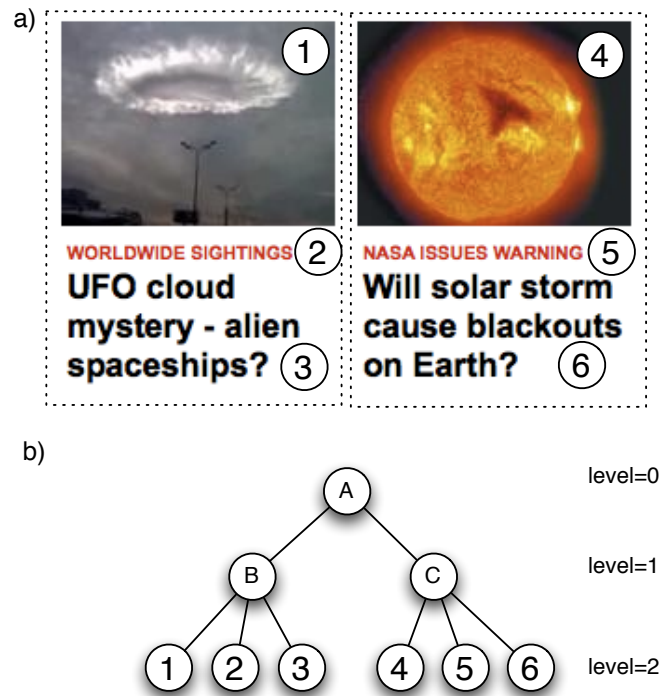 a)
1
4
WORLDWIDE SIGHTINGS 2
UFO cloud
mystery - alien
spaceships? 3
NASA ISSUES WARNING 5
Will solar storm
cause blackouts
on Earth? 6
b)
A
level=0
B
C
level=1
1 2 3 4 5 6
level=2